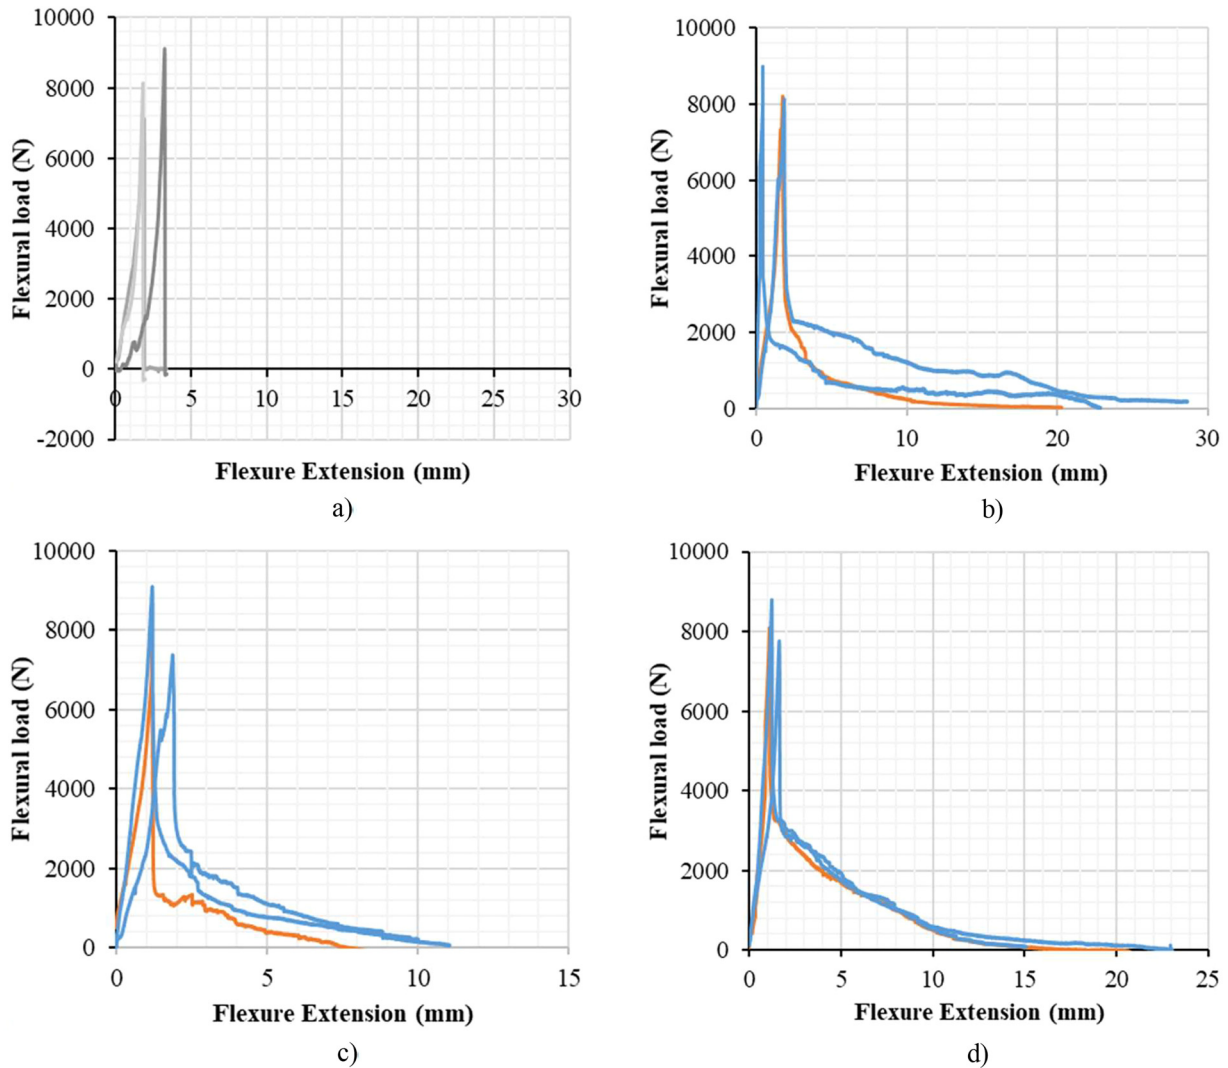 10000
8000
6000
4000
2000
0
-2000
0 5 10 15 20 25 30
Flexural load (N)
Flexure Extension (mm)
a)
10000
8000
6000
4000
2000
0
0 10 20 30
Flexural load (N)
Flexure Extension (mm)
b)
10000
8000
6000
4000
2000
0
0 5 10 15
Flexural load (N)
Flexure Extension (mm)
c)
10000
8000
6000
4000
2000
0
0 5 10 15 20 25
Flexural load (N)
Flexure Extension (mm)
d)